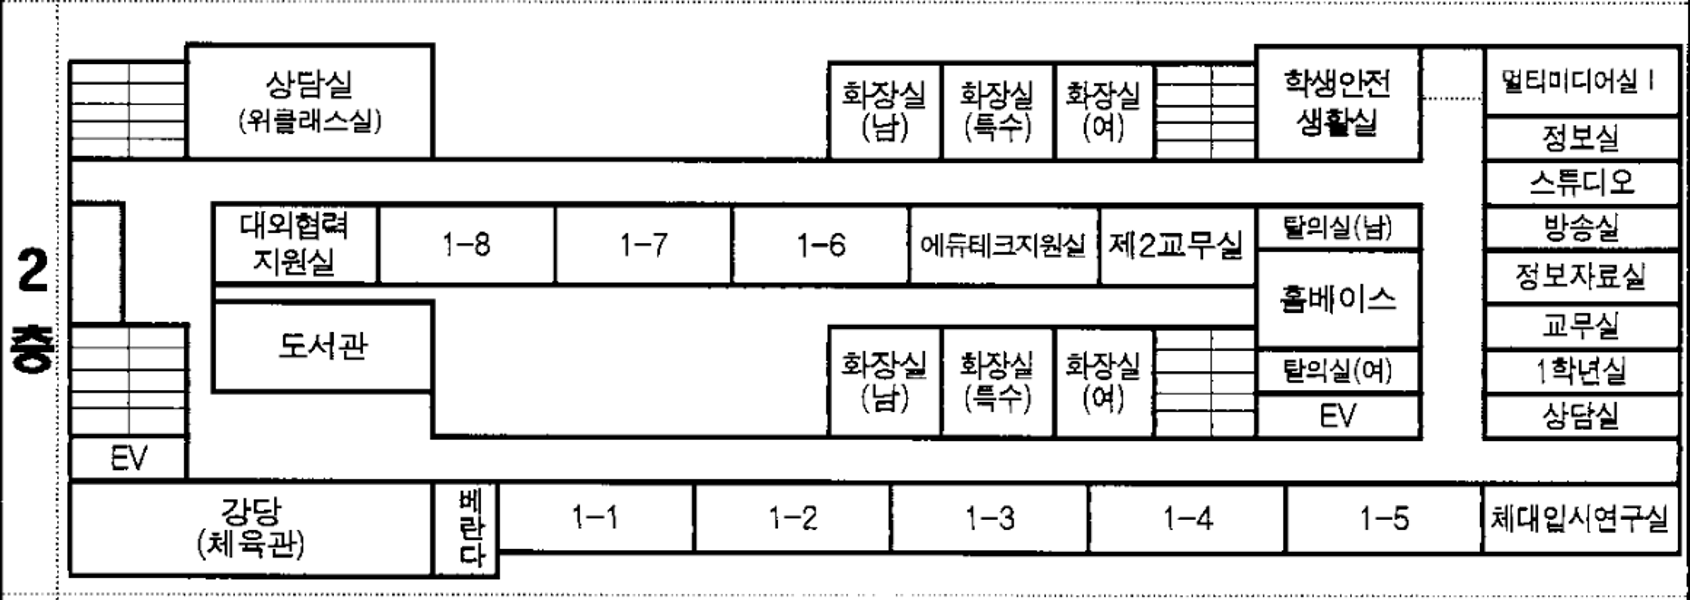 2층
상담실
(위클래스실)
화장실
(남)
화장실
(특수)
화장실
(여)
학생안전
생활실
멀티미디어실Ⅰ
정보실
스튜디오
대외협력
지원실
1-8
1-7
1-6
에듀테크지원실
제2교무실
탈의실(남)
방송실
홈베이스
정보자료실
도서관
화장실
(남)
화장실
(특수)
화장실
(여)
교무실
탈의실(여)
1학년실
EV
상담실
EV
강당
(체육관)
베란다
1-1
1-2
1-3
1-4
1-5
체대입시연구실